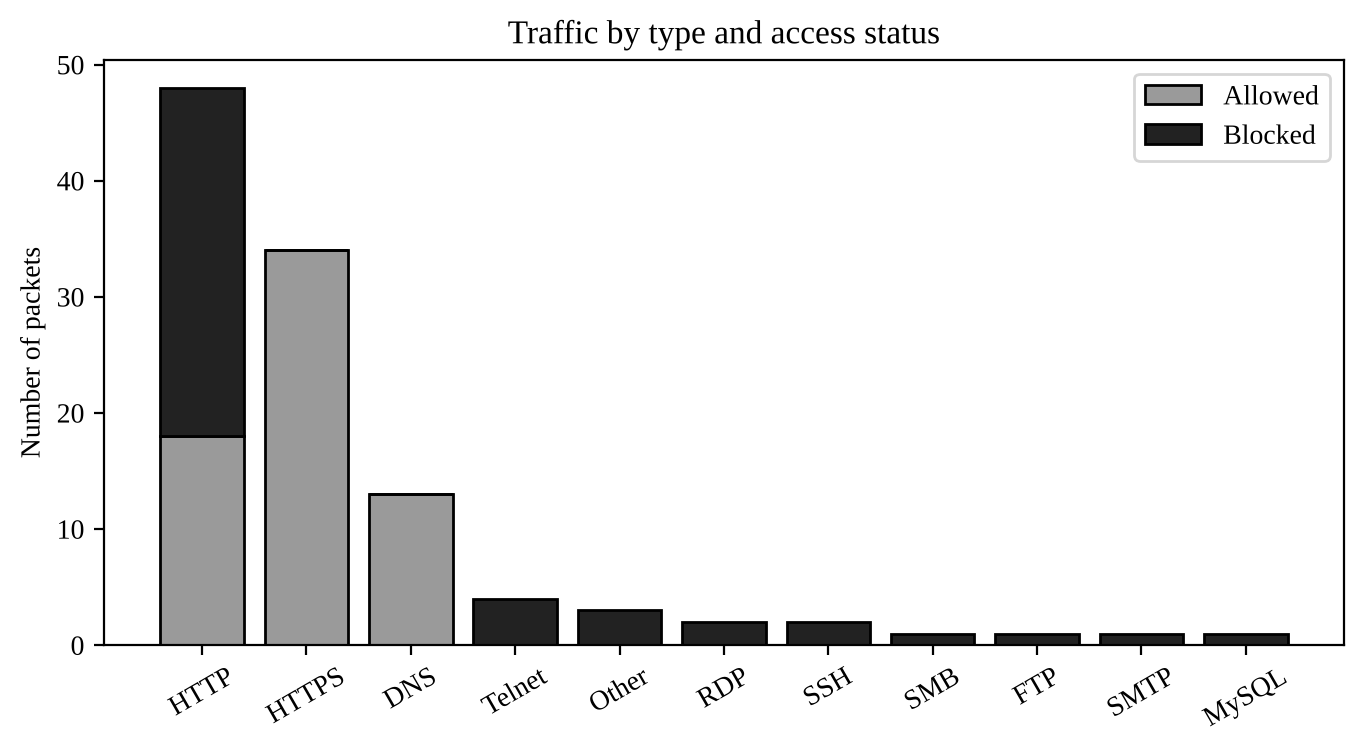 Traffic by type and access status
Number of packets
50
40
30
20
10
0
Allowed
Blocked
HTTP
HTTPS
DNS
Telnet
Other
RDP
SSH
SMB
FTP
SMTP
MySQL